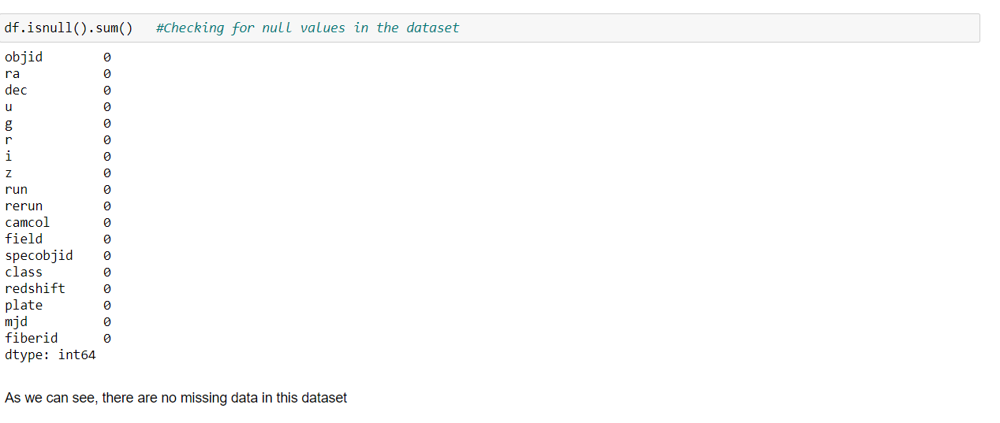 df.isnull().sum()   #Checking for null values in the dataset
objid        0
ra           0
dec          0
u            0
g            0
r            0
i            0
z            0
run          0
rerun        0
camcol       0
field        0
specobjid    0
class        0
redshift     0
plate        0
mjd          0
fiberid      0
dtype: int64
As we can see, there are no missing data in this dataset